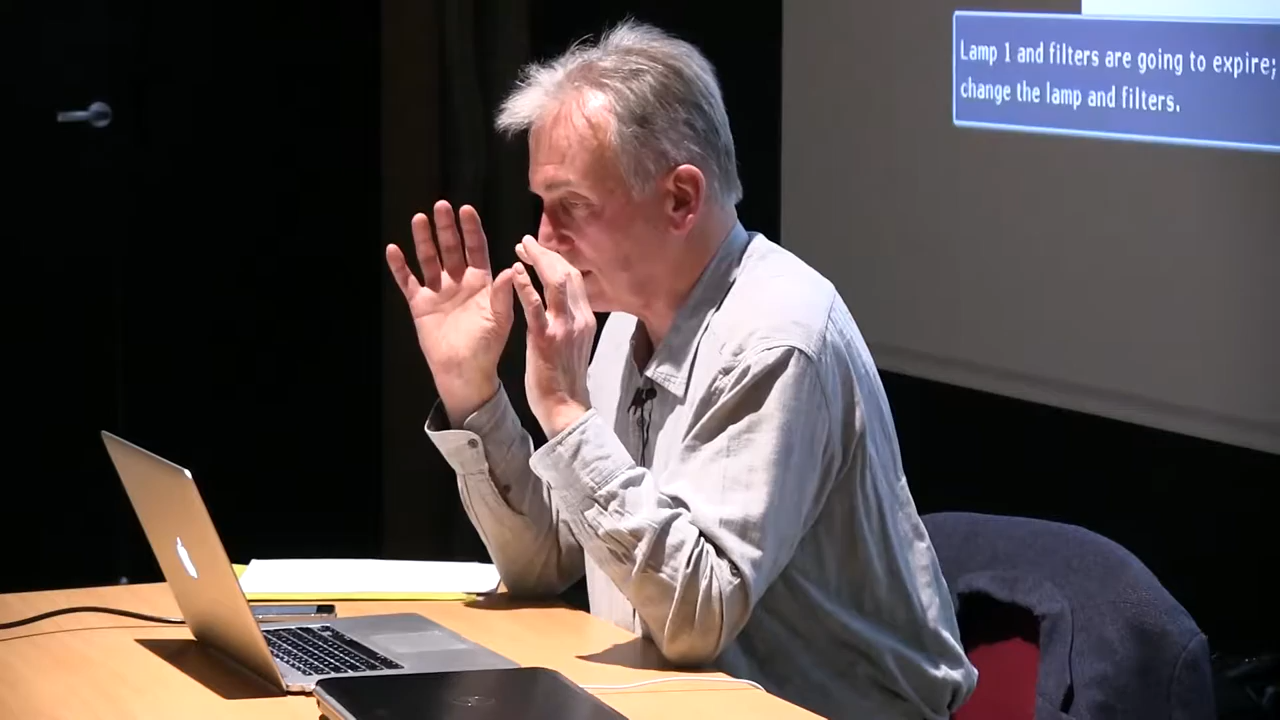 Lamp 1 and filters are going to expire;
change the lamp and filters.